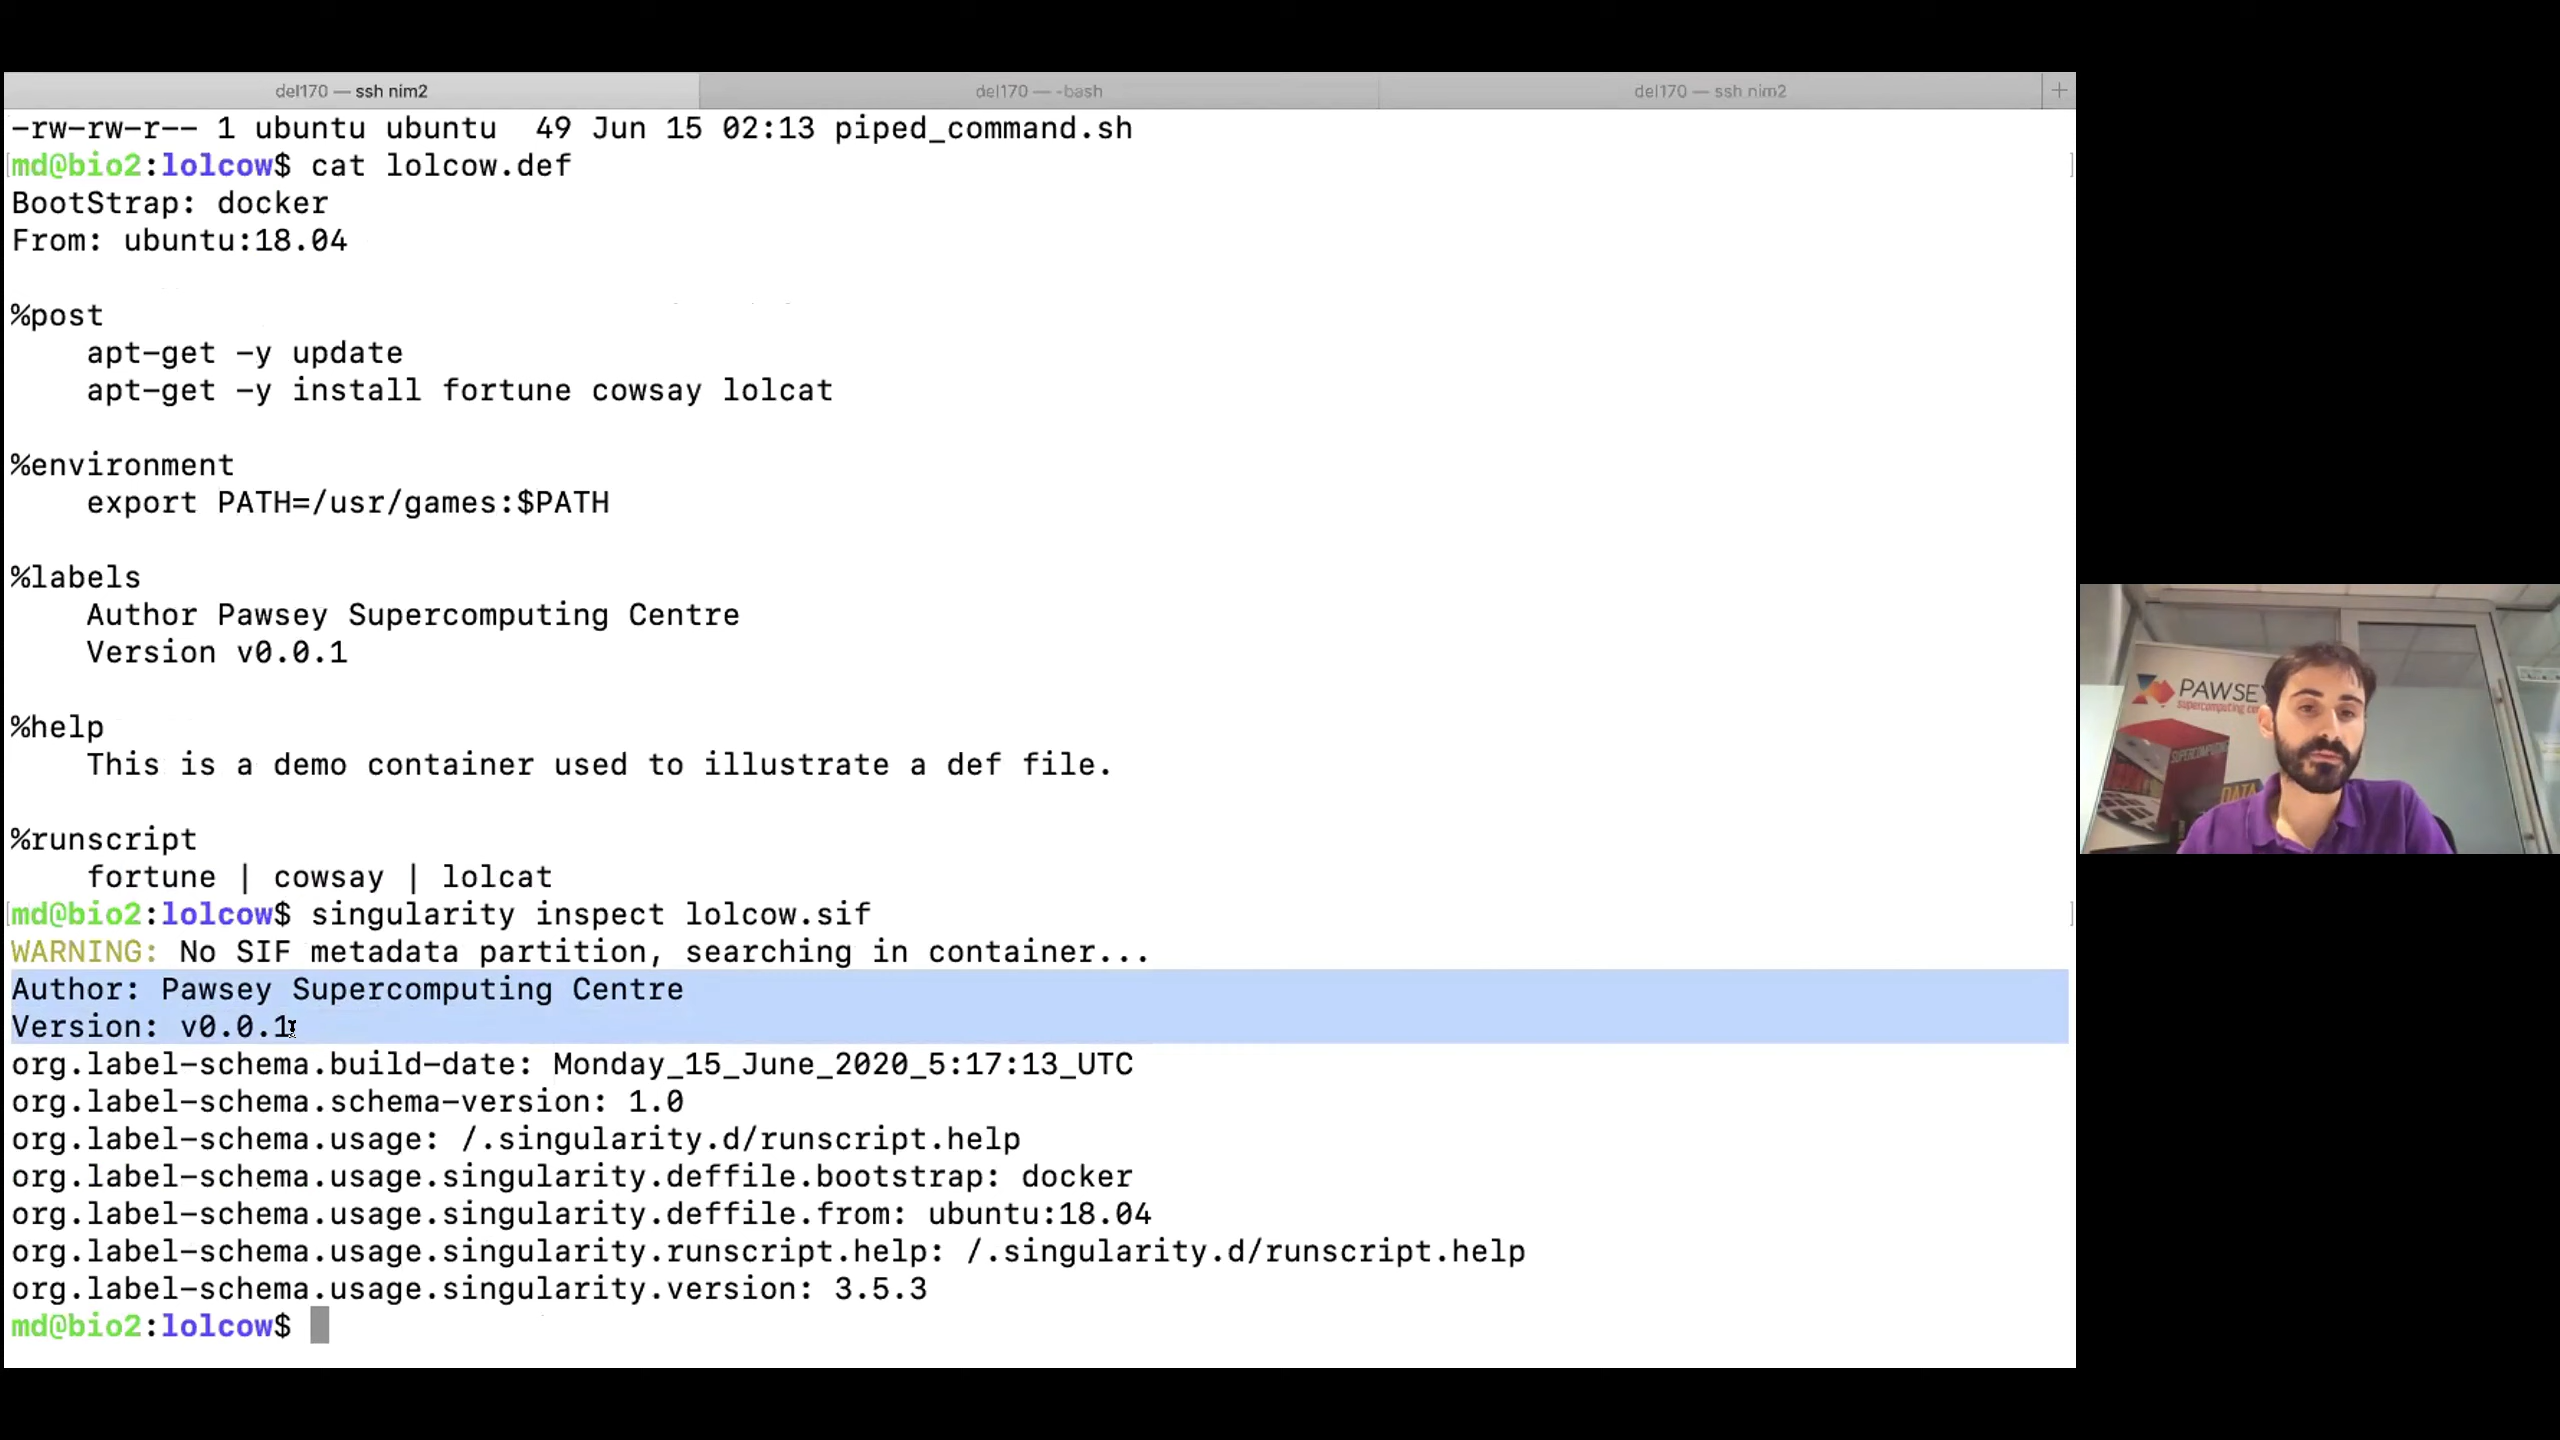 del170 — ssh nim2
del170 — -bash
del170 — ssh nim2
+
-rw-rw-r-- 1 ubuntu ubuntu  49 Jun 15 02:13 piped_command.sh
md@bio2:lolcow$ cat lolcow.def
BootStrap: docker
From: ubuntu:18.04
%post
    apt-get -y update
    apt-get -y install fortune cowsay lolcat
%environment
    export PATH=/usr/games:$PATH
%labels
    Author Pawsey Supercomputing Centre
    Version v0.0.1
%help
    This is a demo container used to illustrate a def file.
%runscript
    fortune | cowsay | lolcat
md@bio2:lolcow$ singularity inspect lolcow.sif
WARNING: No SIF metadata partition, searching in container...
Author: Pawsey Supercomputing Centre
Version: v0.0.1
org.label-schema.build-date: Monday_15_June_2020_5:17:13_UTC
org.label-schema.schema-version: 1.0
org.label-schema.usage: /.singularity.d/runscript.help
org.label-schema.usage.singularity.deffile.bootstrap: docker
org.label-schema.usage.singularity.deffile.from: ubuntu:18.04
org.label-schema.usage.singularity.runscript.help: /.singularity.d/runscript.help
org.label-schema.usage.singularity.version: 3.5.3
md@bio2:lolcow$
PAWSE
supercomputing ce
SUPERCOMPUTING
DATA